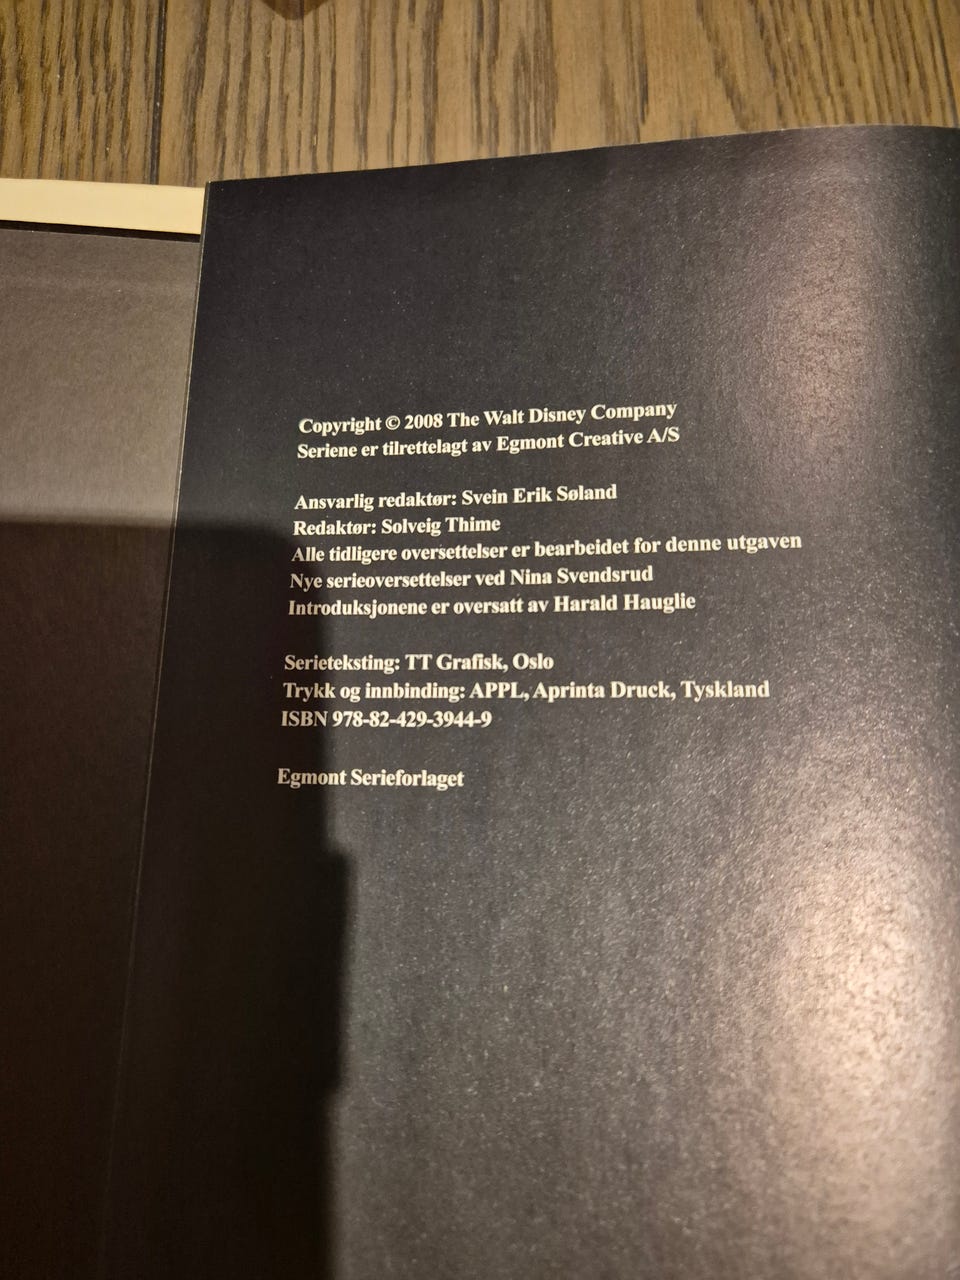 Copyright © 2008 The Walt Disney Company
Seriene er tilrettelagt av Egmont Creative A/S
Ansvarlig redaktør: Svein Erik Søland
Redaktør: Solveig Thime
Alle tidligere oversettelser er bearbeidet for denne utgaven
Nye serieoversettelser ved Nina Svendsrud
Introduksjonene er oversatt av Harald Hauglie
Serieteksting: TT Grafisk, Oslo
Trykk og innbinding: APPL, Aprinta Druck, Tyskland
ISBN 978-82-429-3944-9
Egmont Serieforlaget